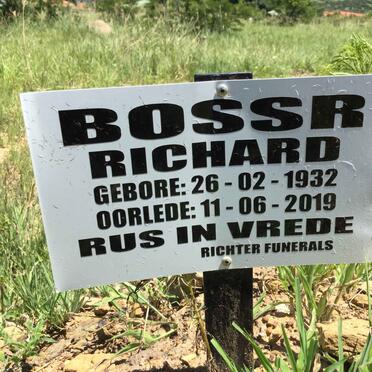 BOSSR
RICHARD
GEBORE: 26 - 02 - 1932
OORLEDE: 11 - 06 - 2019
RUS IN VREDE
RICHTER FUNERALS